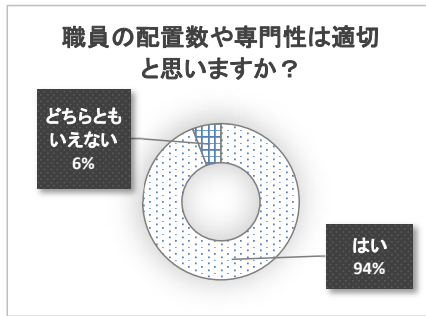 職員の配置数や専門性は適切
と思いますか？
どちらとも
いえない
6%
はい
94%